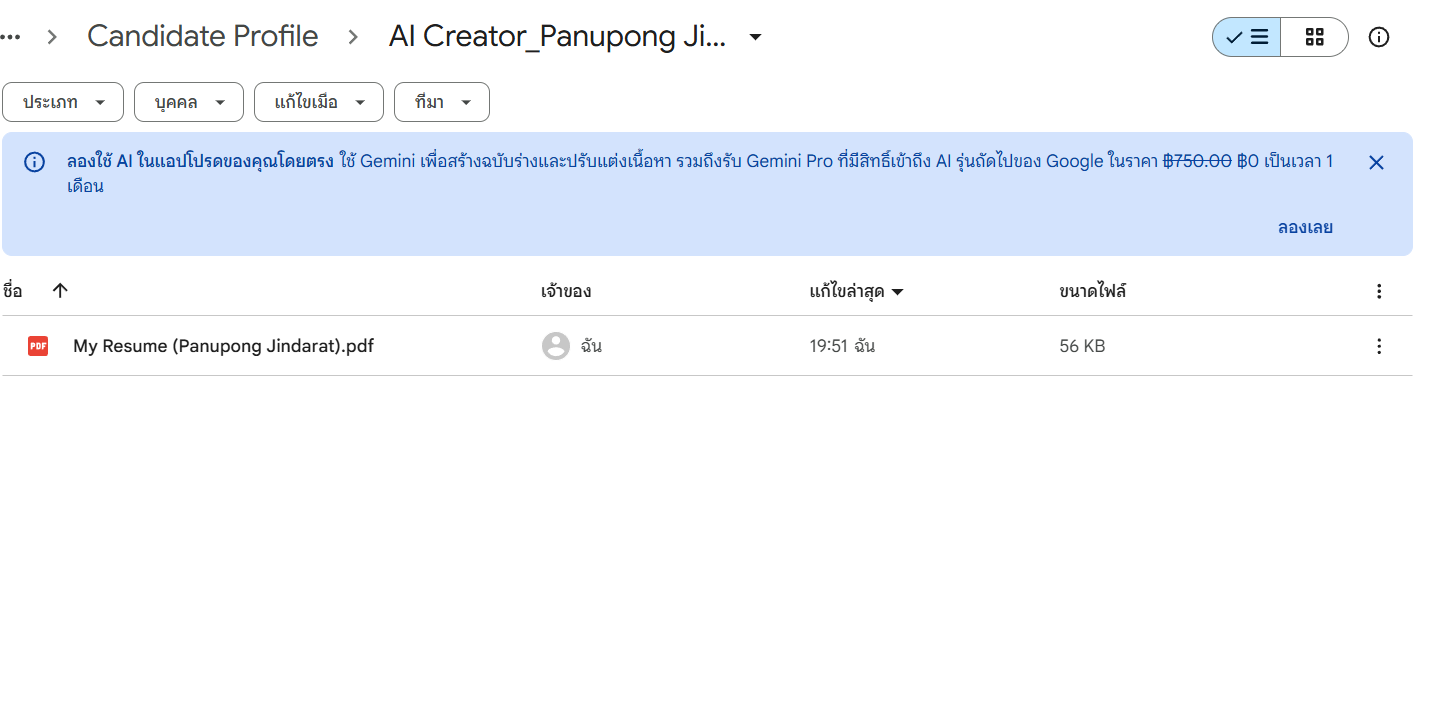 Candidate Profile
AI Creator_Panupong Ji...
ประเภท
บุคคล
แก้ไขเมื่อ
ที่มา
ลองใช้ AI ในแอปโปรดของคุณโดยตรง ใช้ Gemini เพื่อสร้างฉบับร่างและปรับแต่งเนื้อหา รวมถึงรับ Gemini Pro ที่มีสิทธิ์เข้าถึง AI รุ่นถัดไปของ Google ในราคา ฿750.00 ฿0 เป็นเวลา 1
เดือน
ลองเลย
ชื่อ เจ้าของ แก้ไขล่าสุด ขนาดไฟล์
PDF My Resume (Panupong Jindarat).pdf ฉัน 19:51 ฉัน 56 KB